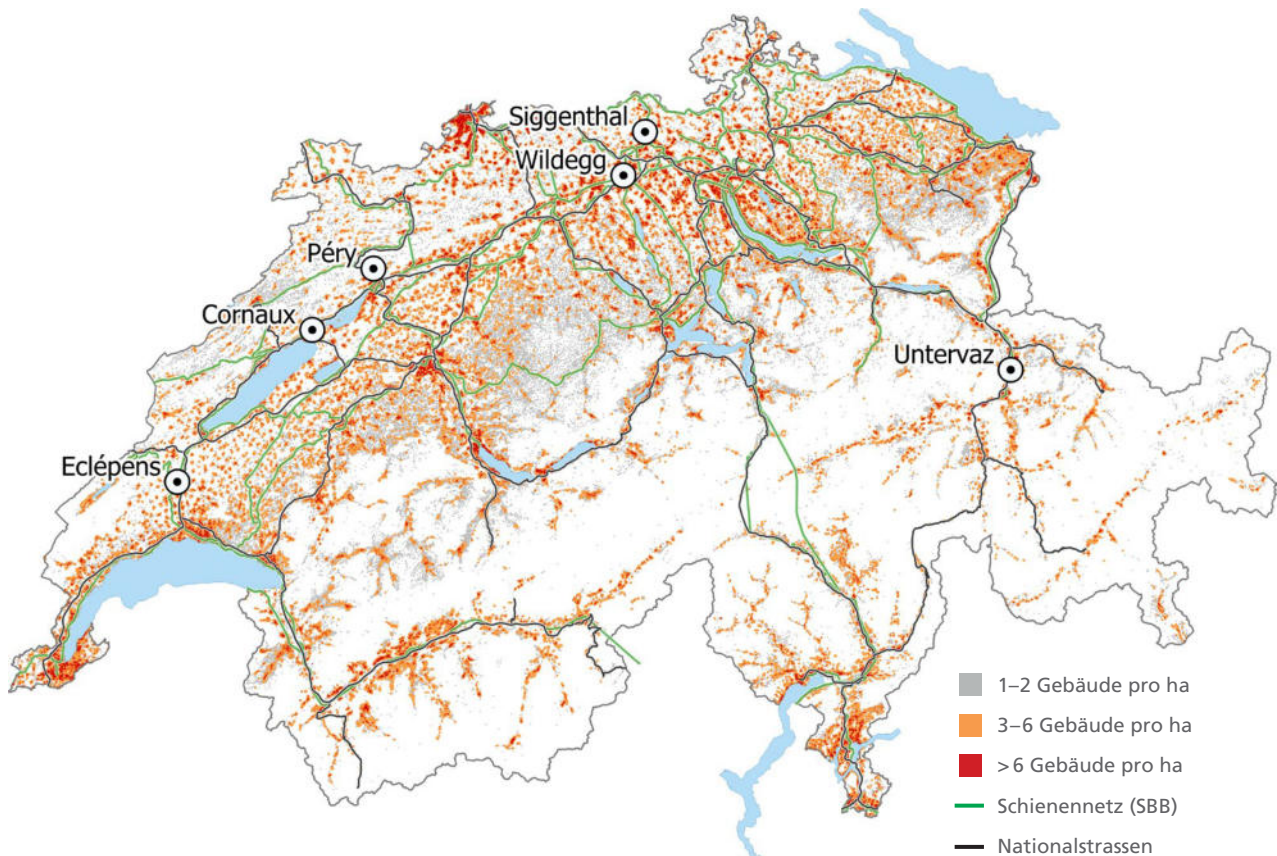 Siggenthal
Wildegg
Péry
Cornaux
Untervaz
Eclépens
1–2 Gebäude pro ha
3–6 Gebäude pro ha
>6 Gebäude pro ha
Schienennetz (SBB)
Nationalstrassen